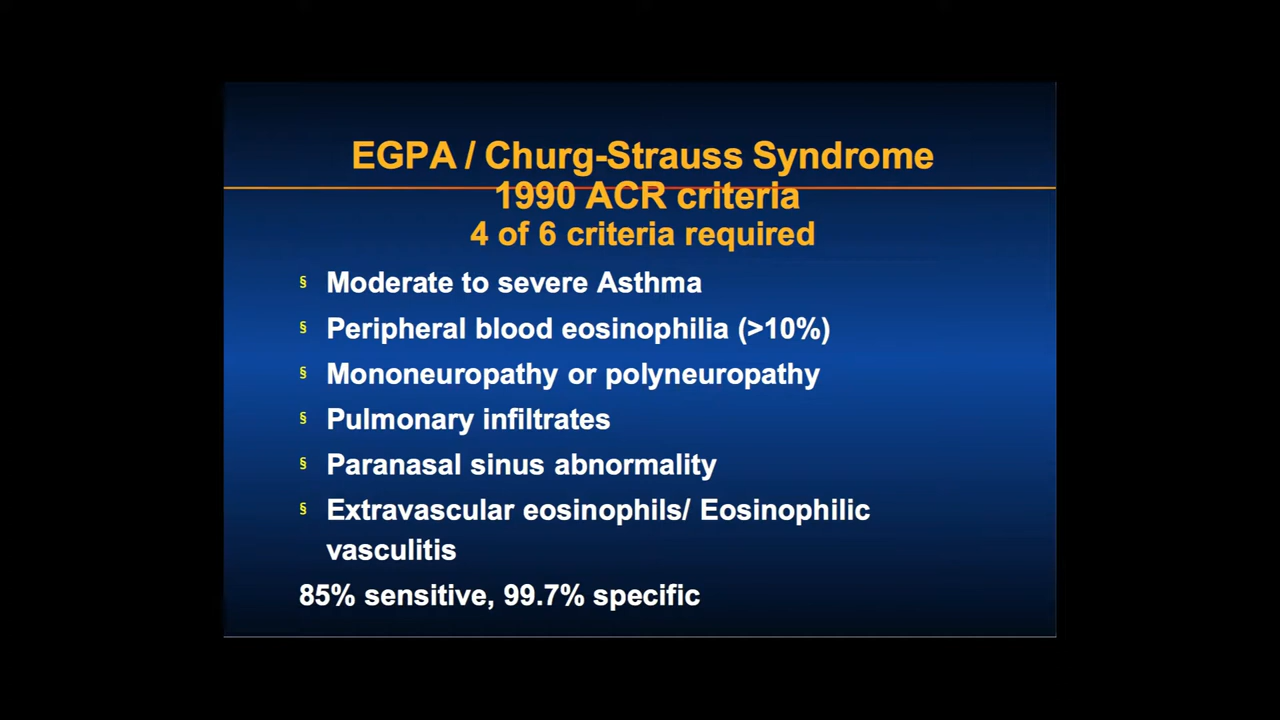 EGPA / Churg-Strauss Syndrome
1990 ACR criteria
4 of 6 criteria required
§ Moderate to severe Asthma
§ Peripheral blood eosinophilia (>10%)
§ Mononeuropathy or polyneuropathy
§ Pulmonary infiltrates
§ Paranasal sinus abnormality
§ Extravascular eosinophils/ Eosinophilic
vasculitis
85% sensitive, 99.7% specific